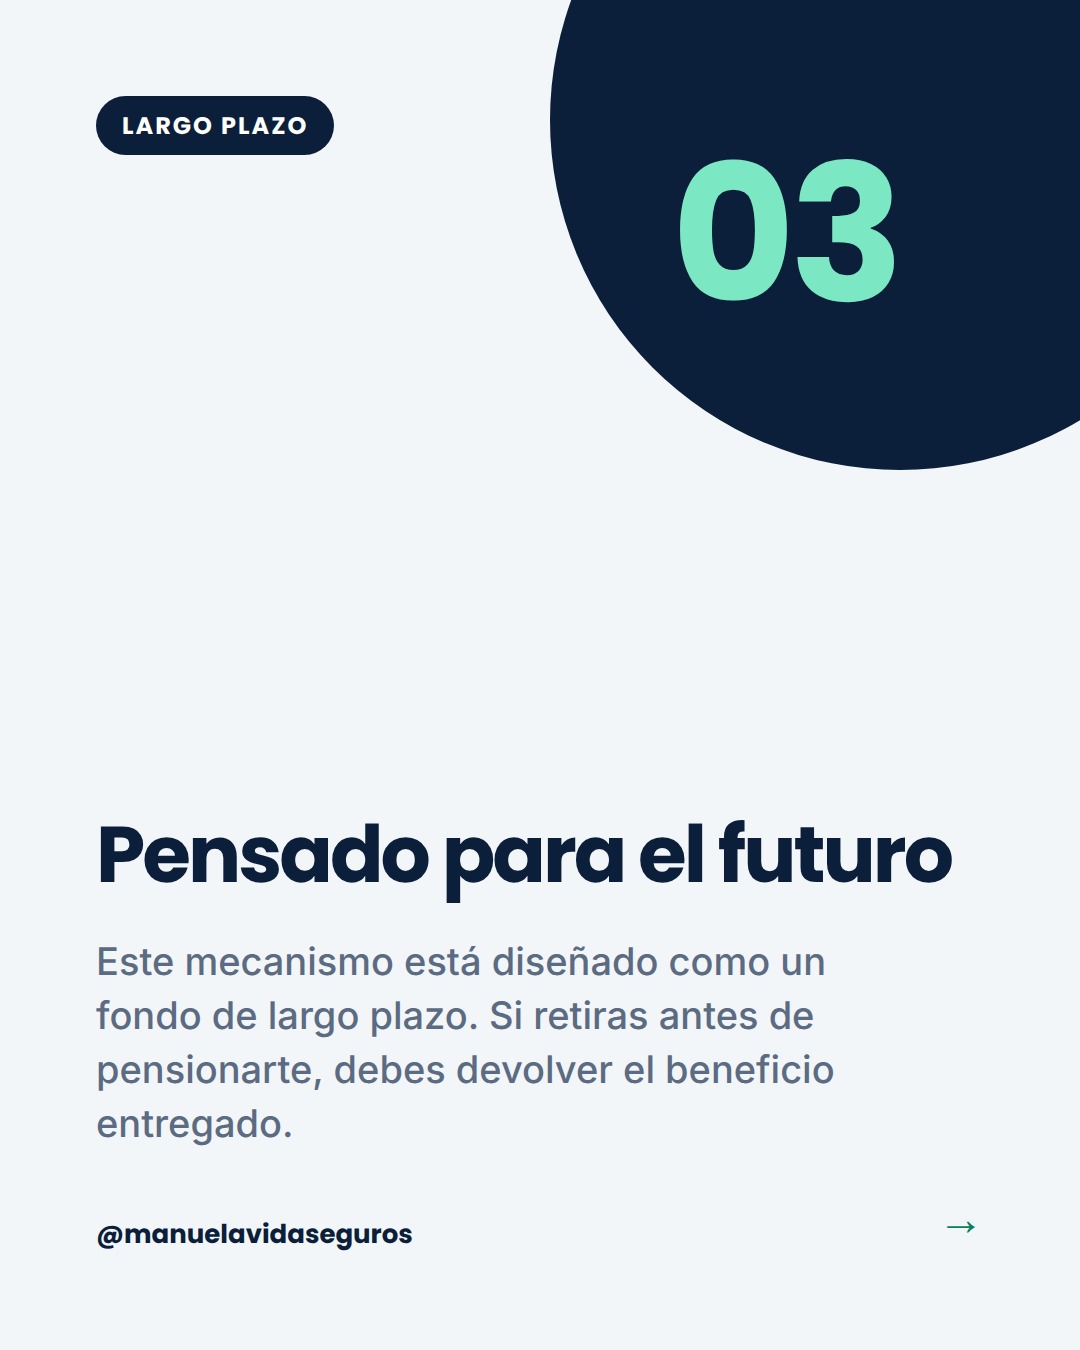 LARGO PLAZO
03
Pensado para el futuro
Este mecanismo está diseñado como un
fondo de largo plazo. Si retiras antes de
pensionarte, debes devolver el beneficio
entregado.
@manuelavidaseguros
→